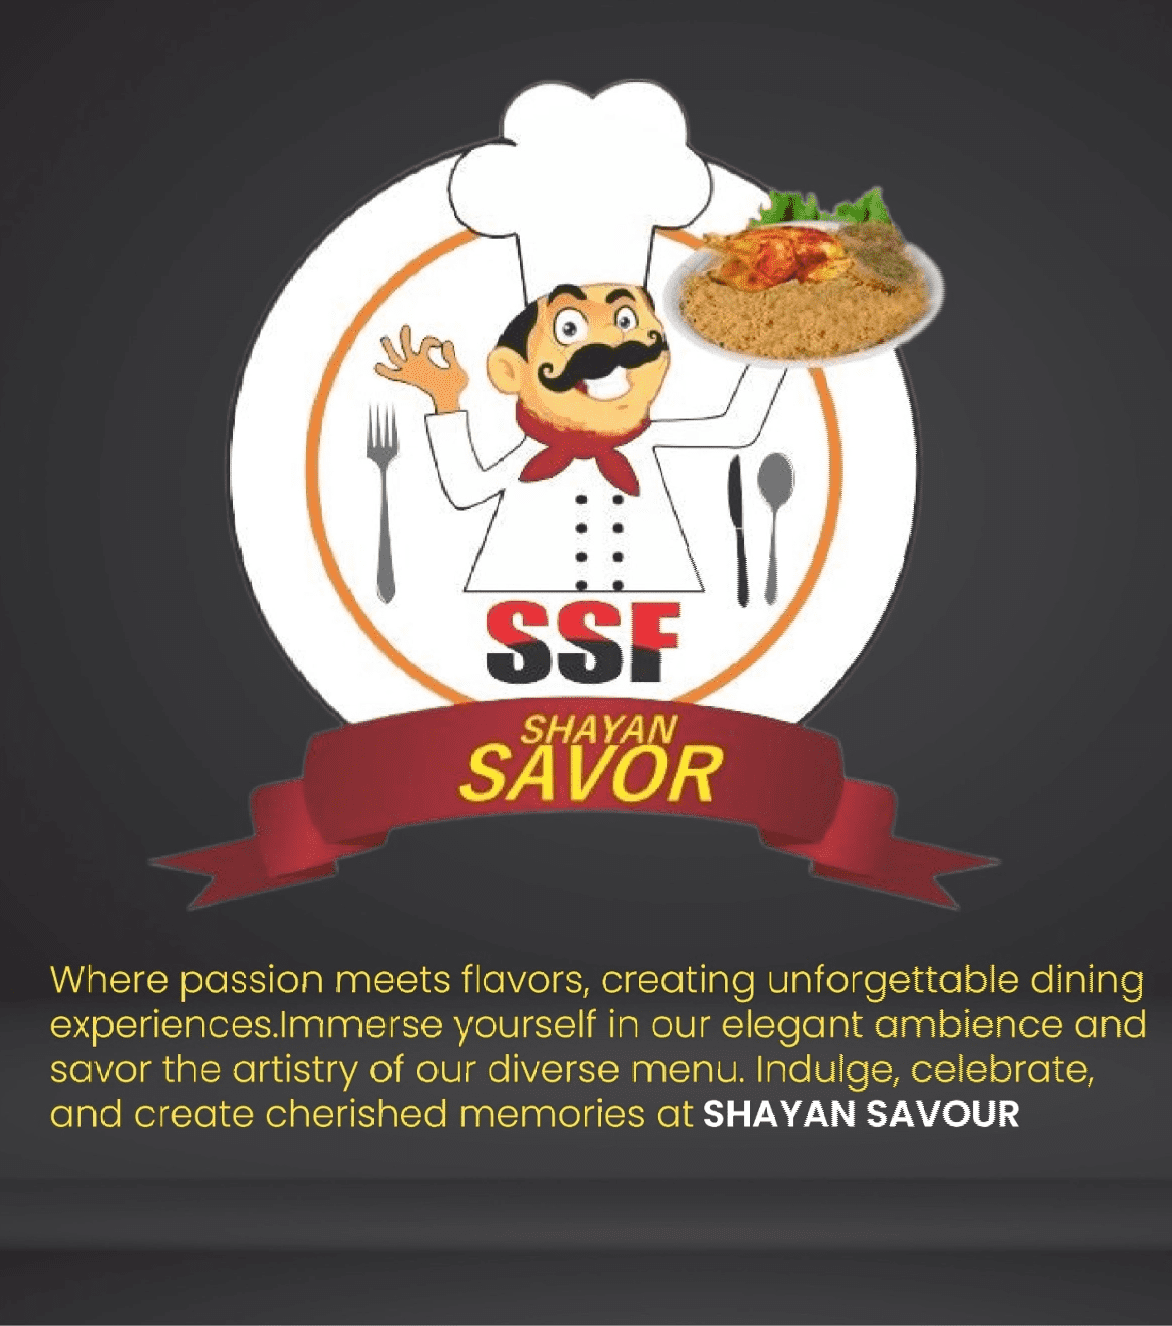 SSF
SHAYAN
SAVOR
Where passion meets flavors, creating unforgettable dining
experiences.Immerse yourself in our elegant ambience and
savor the artistry of our diverse menu. Indulge, celebrate,
and create cherished memories at SHAYAN SAVOUR